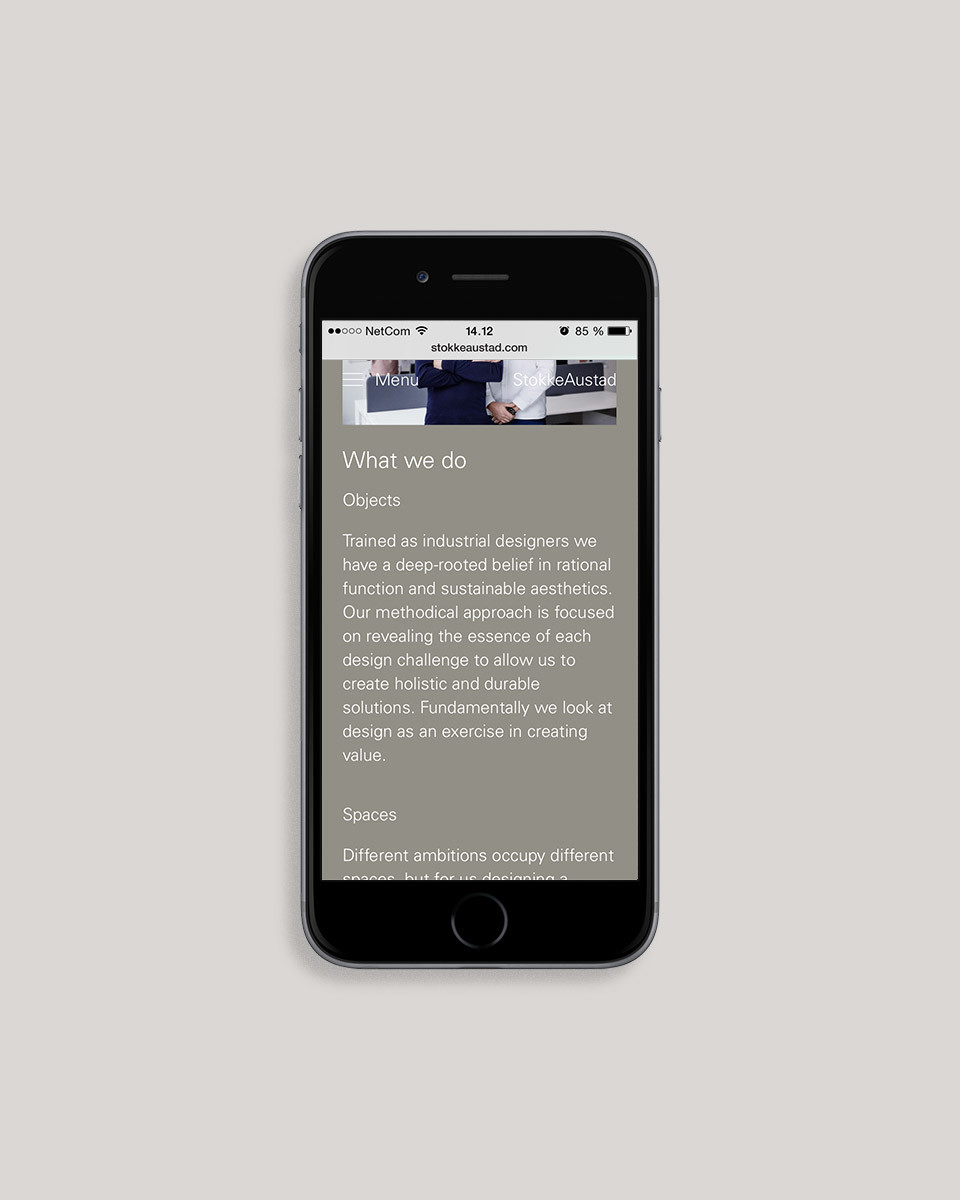 NetCom 14.12 85 %
stokkeaustad.com
Menu StokkeAustad
What we do
Objects
Trained as industrial designers we
have a deep-rooted belief in rational
function and sustainable aesthetics.
Our methodical approach is focused
on revealing the essence of each
design challenge to allow us to
create holistic and durable
solutions. Fundamentally we look at
design as an exercise in creating
value.
Spaces
Different ambitions occupy different
spaces, but for us designing a